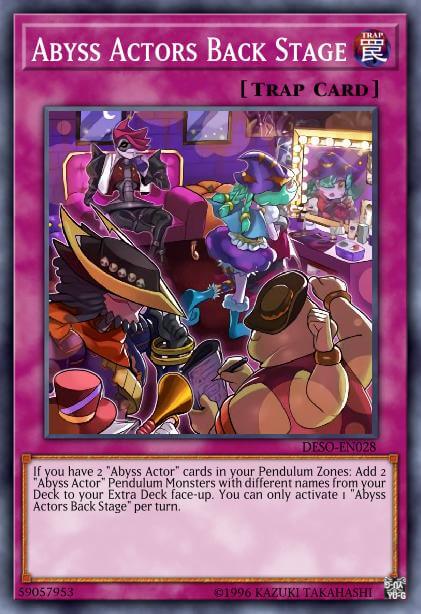 Abyss Actors Back Stage
TRAP
罠
[Trap Card]
DESO-EN028
If you have 2 "Abyss Actor" cards in your Pendulum Zones: Add 2
"Abyss Actor" Pendulum Monsters with different names from your
Deck to your Extra Deck face-up. You can only activate 1 "Abyss
Actors Back Stage" per turn.
59057953
©1996 KAZUKI TAKAHASHI